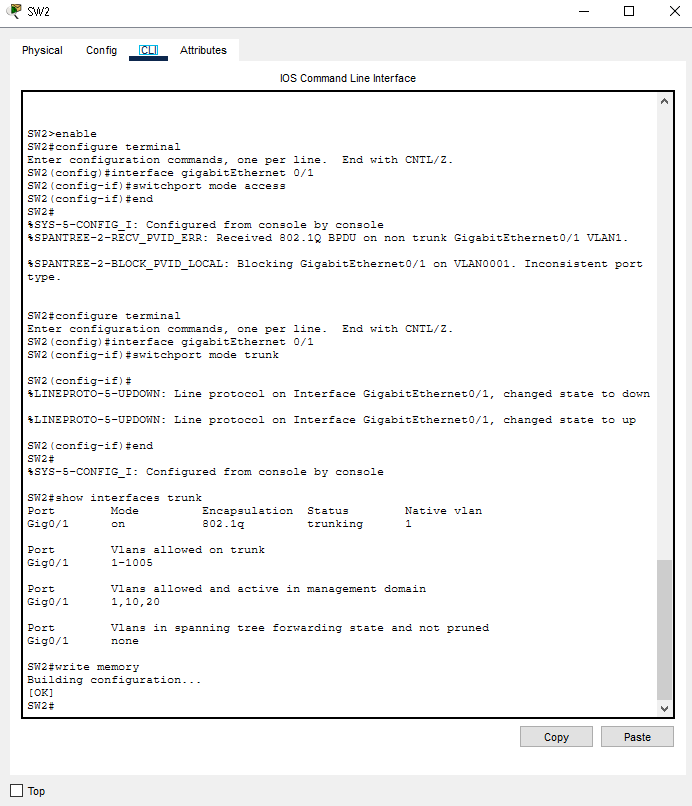 SW2
Physical Config CLI Attributes
IOS Command Line Interface
SW2>enable
SW2#configure terminal
Enter configuration commands, one per line.  End with CNTL/Z.
SW2(config)#interface gigabitEthernet 0/1
SW2(config-if)#switchport mode access
SW2(config-if)#end
SW2#
%SYS-5-CONFIG_I: Configured from console by console
%SPANTREE-2-RECV_PVID_ERR: Received 802.1Q BPDU on non trunk GigabitEthernet0/1 VLAN1.
%SPANTREE-2-BLOCK_PVID_LOCAL: Blocking GigabitEthernet0/1 on VLAN0001. Inconsistent port
type.
SW2#configure terminal
Enter configuration commands, one per line.  End with CNTL/Z.
SW2(config)#interface gigabitEthernet 0/1
SW2(config-if)#switchport mode trunk
SW2(config-if)#
%LINEPROTO-5-UPDOWN: Line protocol on Interface GigabitEthernet0/1, changed state to down
%LINEPROTO-5-UPDOWN: Line protocol on Interface GigabitEthernet0/1, changed state to up
SW2(config-if)#end
SW2#
%SYS-5-CONFIG_I: Configured from console by console
SW2#show interfaces trunk
Port        Mode         Encapsulation  Status        Native vlan
Gig0/1      on           802.1q         trunking      1
Port        Vlans allowed on trunk
Gig0/1      1-1005
Port        Vlans allowed and active in management domain
Gig0/1      1,10,20
Port        Vlans in spanning tree forwarding state and not pruned
Gig0/1      none
SW2#write memory
Building configuration...
[OK]
SW2#
Copy Paste
Top